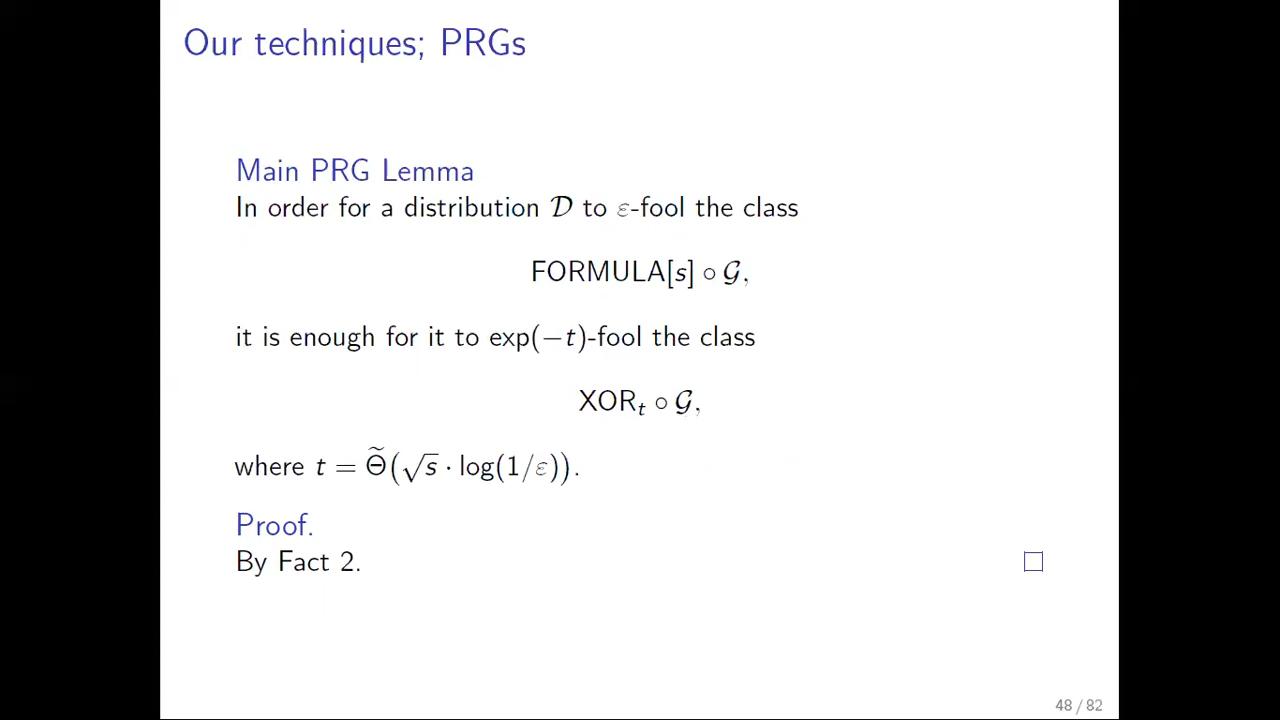 Our techniques; PRGs
Main PRG Lemma
In order for a distribution 𝒟 to ε-fool the class
FORMULA[s] ∘ 𝒢,
it is enough for it to exp(−t)-fool the class
XORₜ ∘ 𝒢,
where t = Θ̃(√s · log(1/ε)).
Proof.
By Fact 2. □
48 / 82